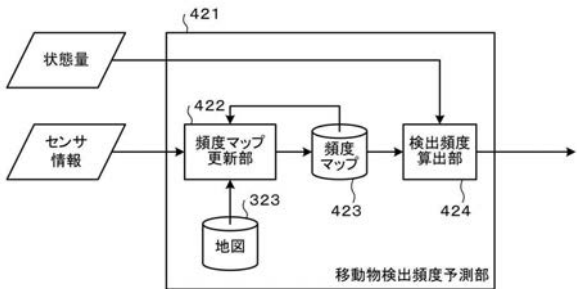 421
状態量
422
センサ
情報
頻度マップ
更新部
頻度
マップ
検出頻度
算出部
423
424
323
地図
移動物検出頻度予測部